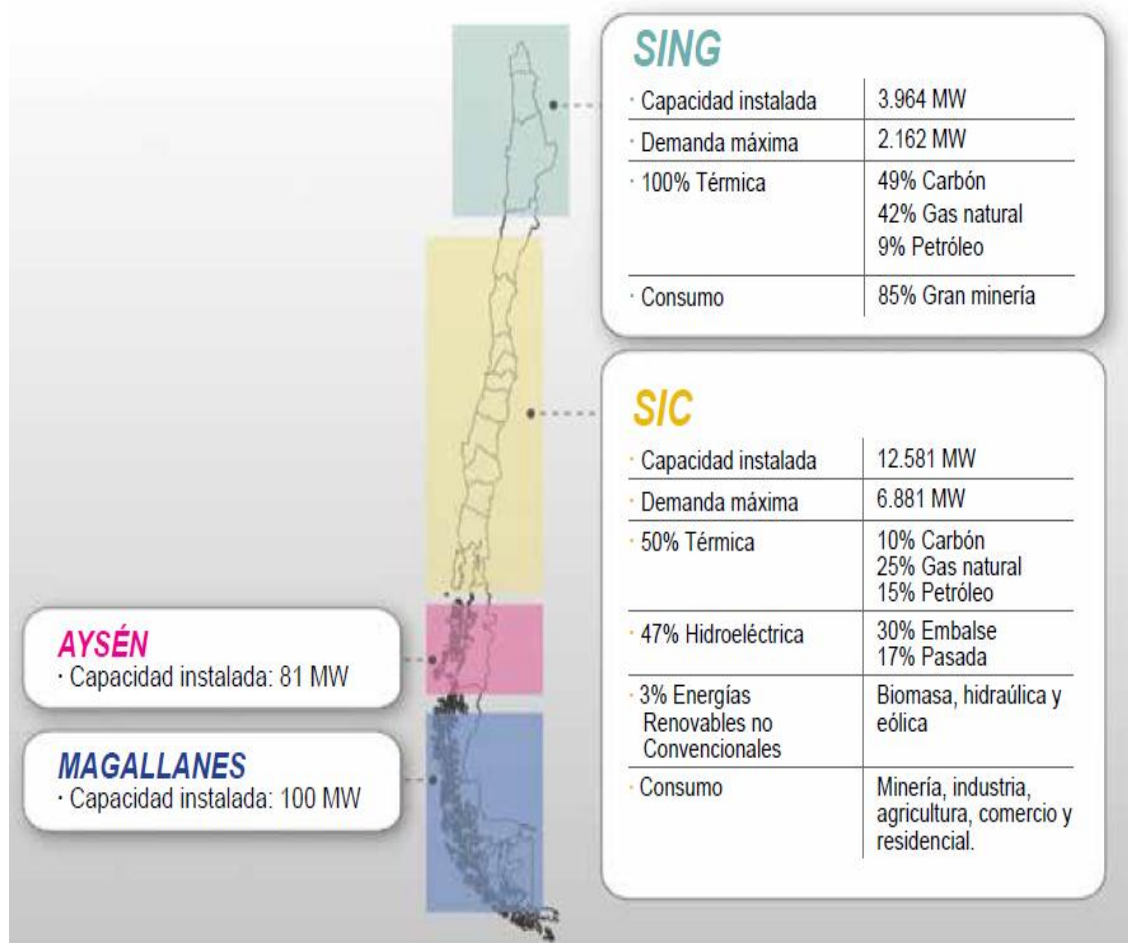 SING
· Capacidad instalada 3.964 MW
· Demanda máxima 2.162 MW
· 100% Térmica 49% Carbón
42% Gas natural
9% Petróleo
· Consumo 85% Gran minería
SIC
· Capacidad instalada 12.581 MW
· Demanda máxima 6.881 MW
· 50% Térmica 10% Carbón
25% Gas natural
15% Petróleo
· 47% Hidroeléctrica 30% Embalse
17% Pasada
· 3% Energías Biomasa, hidraúlica y
Renovables no eólica
Convencionales
· Consumo Minería, industria,
agricultura, comercio y
residencial.
AYSÉN
· Capacidad instalada: 81 MW
MAGALLANES
· Capacidad instalada: 100 MW